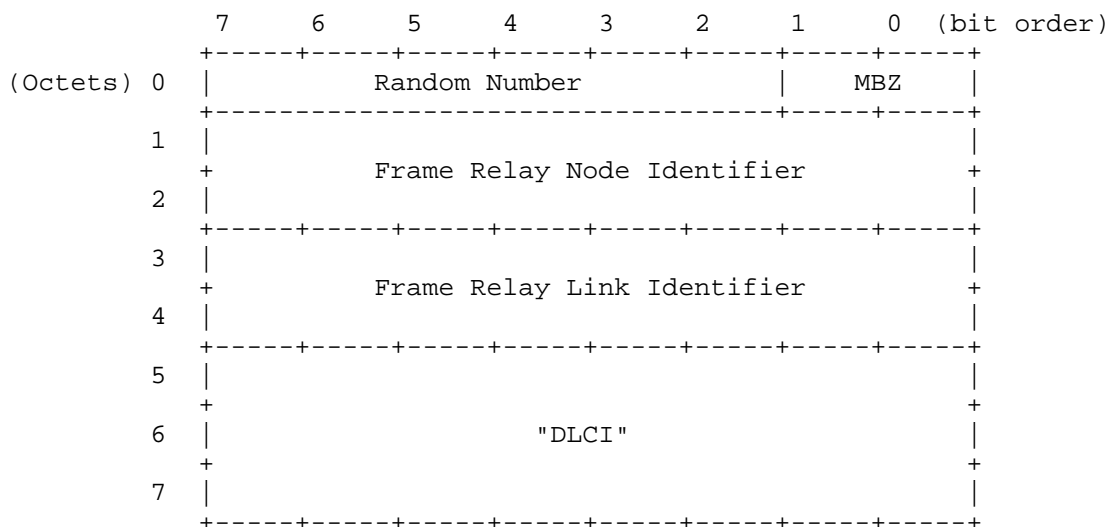 7     6     5     4     3     2     1     0  (bit order)
             +-----+-----+-----+-----+-----+-----+-----+-----+
(Octets) 0   |          Random Number            |    MBZ    |
             +-----------------------------------+-----+-----+
         1   |                                               |
             +          Frame Relay Node Identifier          +
         2   |                                               |
             +-----+-----+-----+-----+-----+-----+-----+-----+
         3   |                                               |
             +          Frame Relay Link Identifier          +
         4   |                                               |
             +-----+-----+-----+-----+-----+-----+-----+-----+
         5   |                                               |
             +                                               +
         6   |                    "DLCI"                     |
             +                                               +
         7   |                                               |
             +-----+-----+-----+-----+-----+-----+-----+-----+